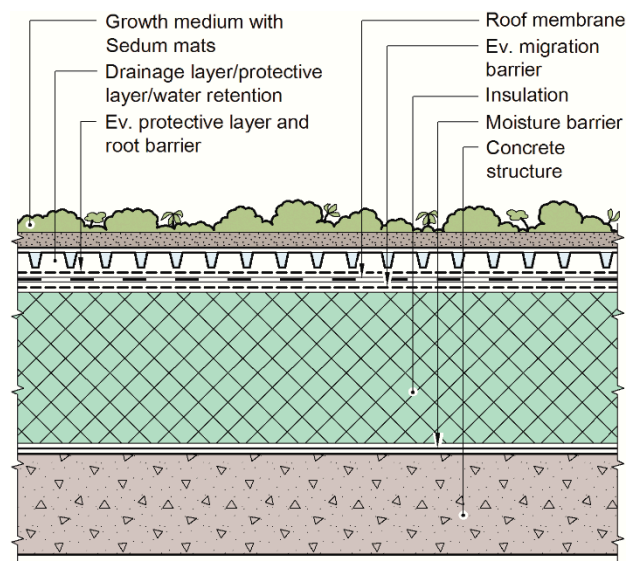 Growth medium with
Sedum mats
Drainage layer/protective
layer/water retention
Ev. protective layer and
root barrier
Roof membrane
Ev. migration
barrier
Insulation
Moisture barrier
Concrete
structure